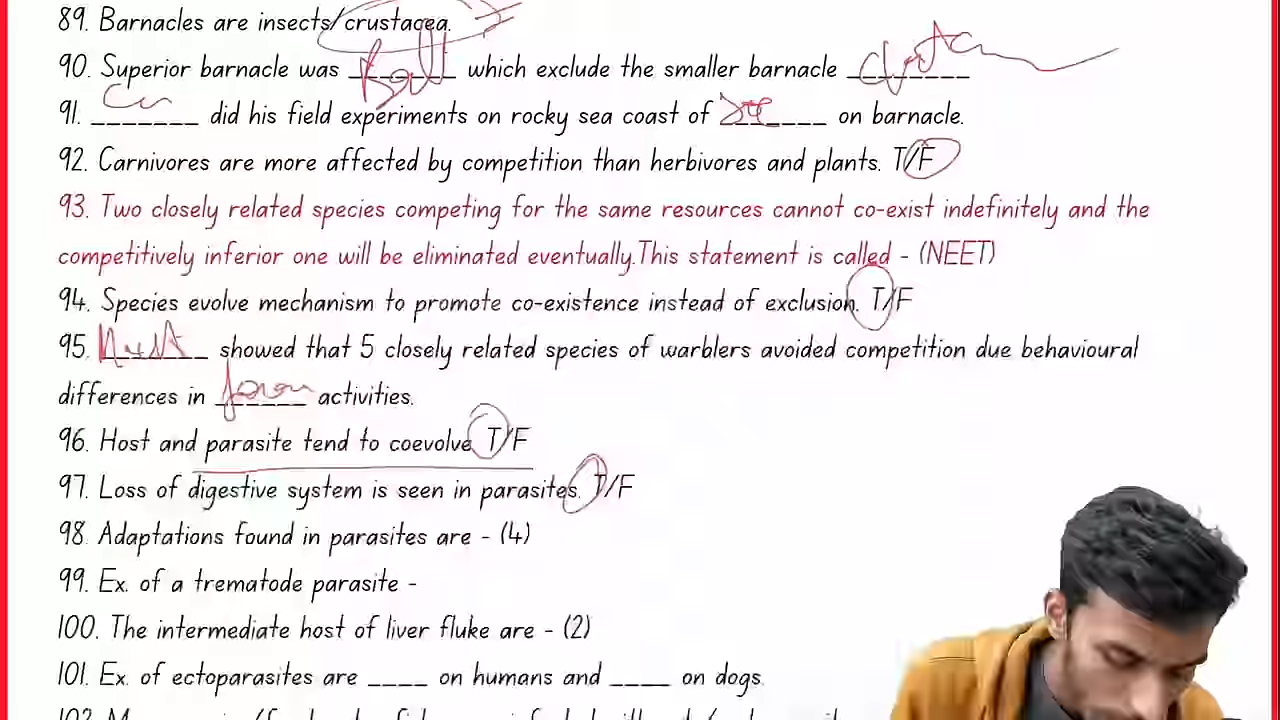 89. Barnacles are insects/crustacea.
90. Superior barnacle was _______ which exclude the smaller barnacle ________
91. _______ did his field experiments on rocky sea coast of _______ on barnacle.
92. Carnivores are more affected by competition than herbivores and plants. T/F
93. Two closely related species competing for the same resources cannot co-exist indefinitely and the
competitively inferior one will be eliminated eventually.This statement is called - (NEET)
94. Species evolve mechanism to promote co-existence instead of exclusion. T/F
95. _______ showed that 5 closely related species of warblers avoided competition due behavioural
differences in ______ activities.
96. Host and parasite tend to coevolve. T/F
97. Loss of digestive system is seen in parasites. T/F
98. Adaptations found in parasites are - (4)
99. Ex. of a trematode parasite -
100. The intermediate host of liver fluke are - (2)
101. Ex. of ectoparasites are ____ on humans and ____ on dogs.